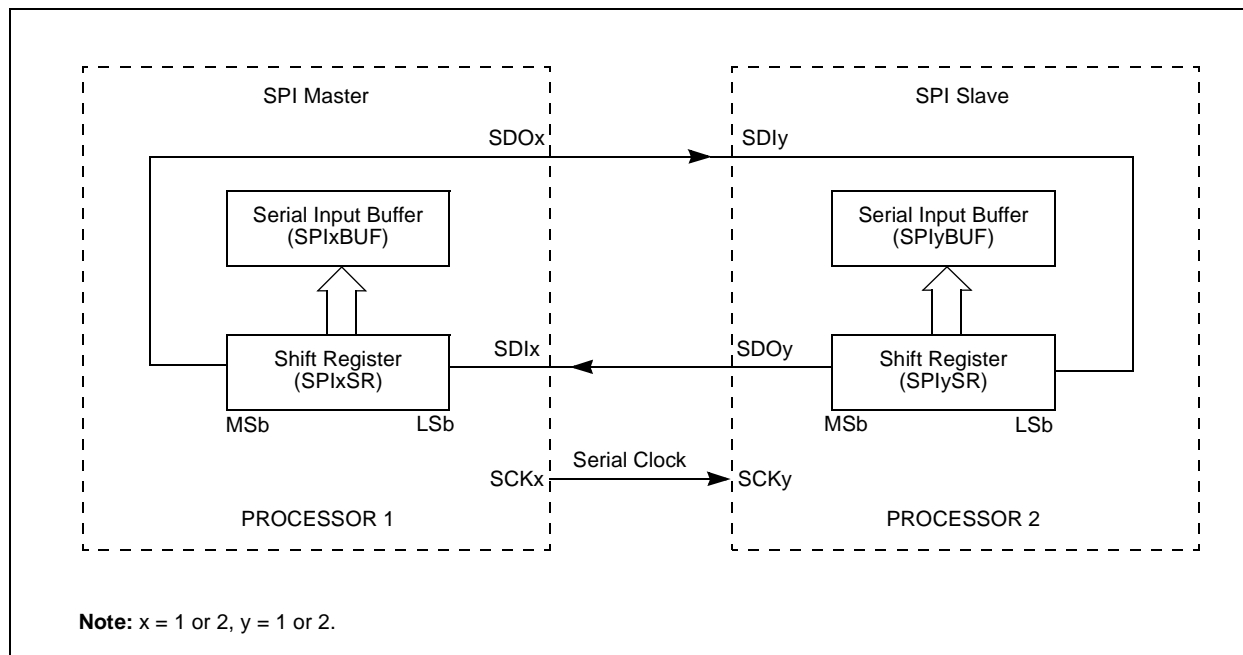 SPI Master
SPI Slave
SDOx
SDIy
Serial Input Buffer
(SPIxBUF)
Serial Input Buffer
(SPIyBUF)
Shift Register
(SPIxSR)
SDIx
SDOy
Shift Register
(SPIySR)
MSb
LSb
MSb
LSb
SCKx
Serial Clock
SCKy
PROCESSOR 1
PROCESSOR 2
Note: x = 1 or 2, y = 1 or 2.